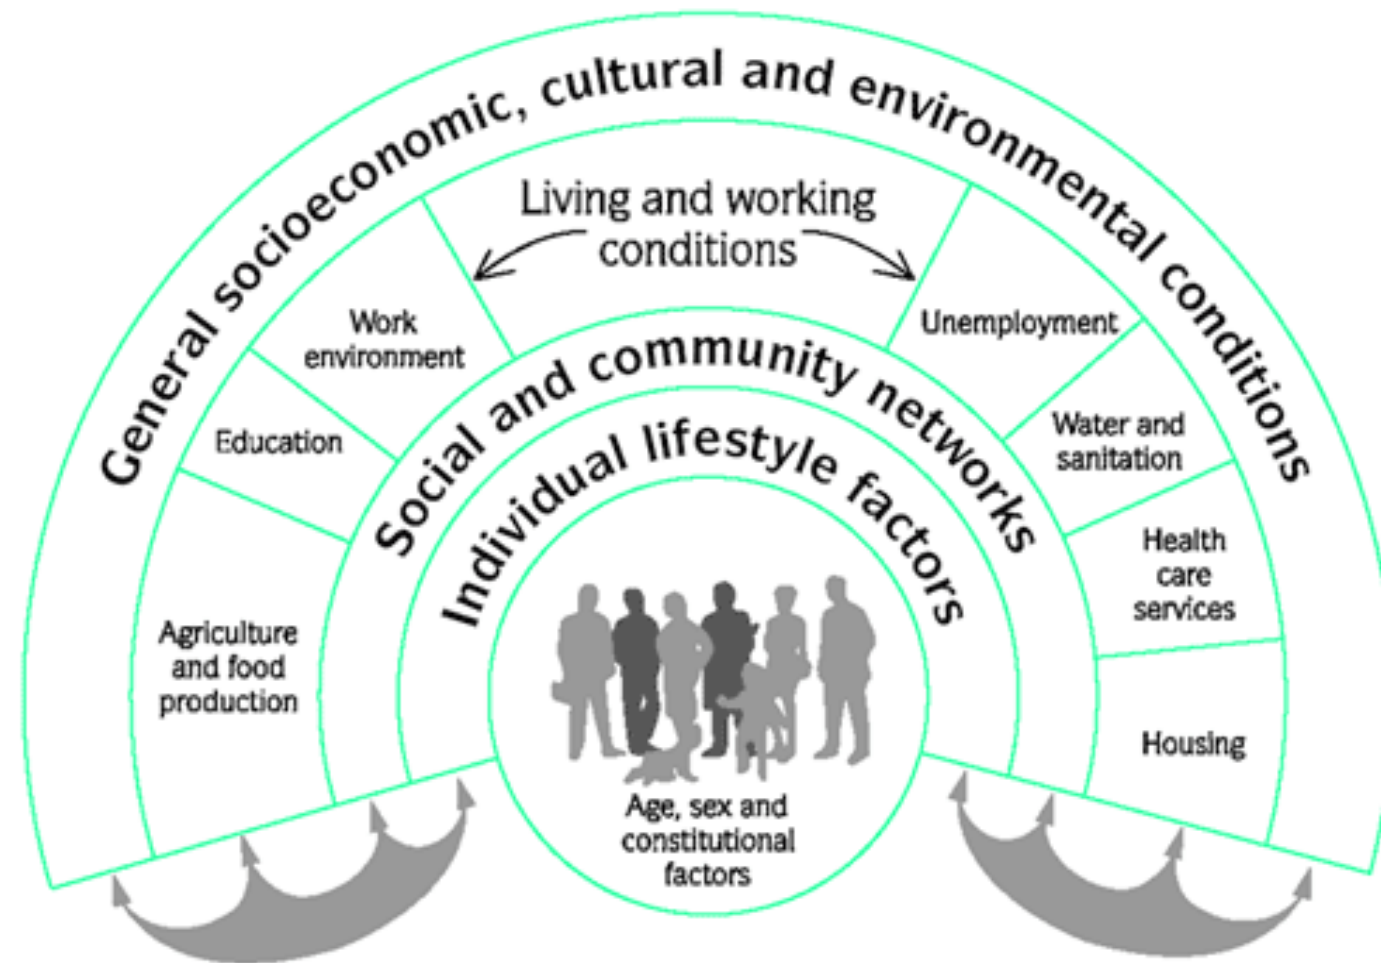 General socioeconomic, cultural and environmental conditions
Living and working
conditions
Work
environment
Unemployment
Education
Water and
sanitation
Agriculture
and food
production
Health
care
services
Housing
Social and community networks
Individual lifestyle factors
Age, sex and
constitutional
factors